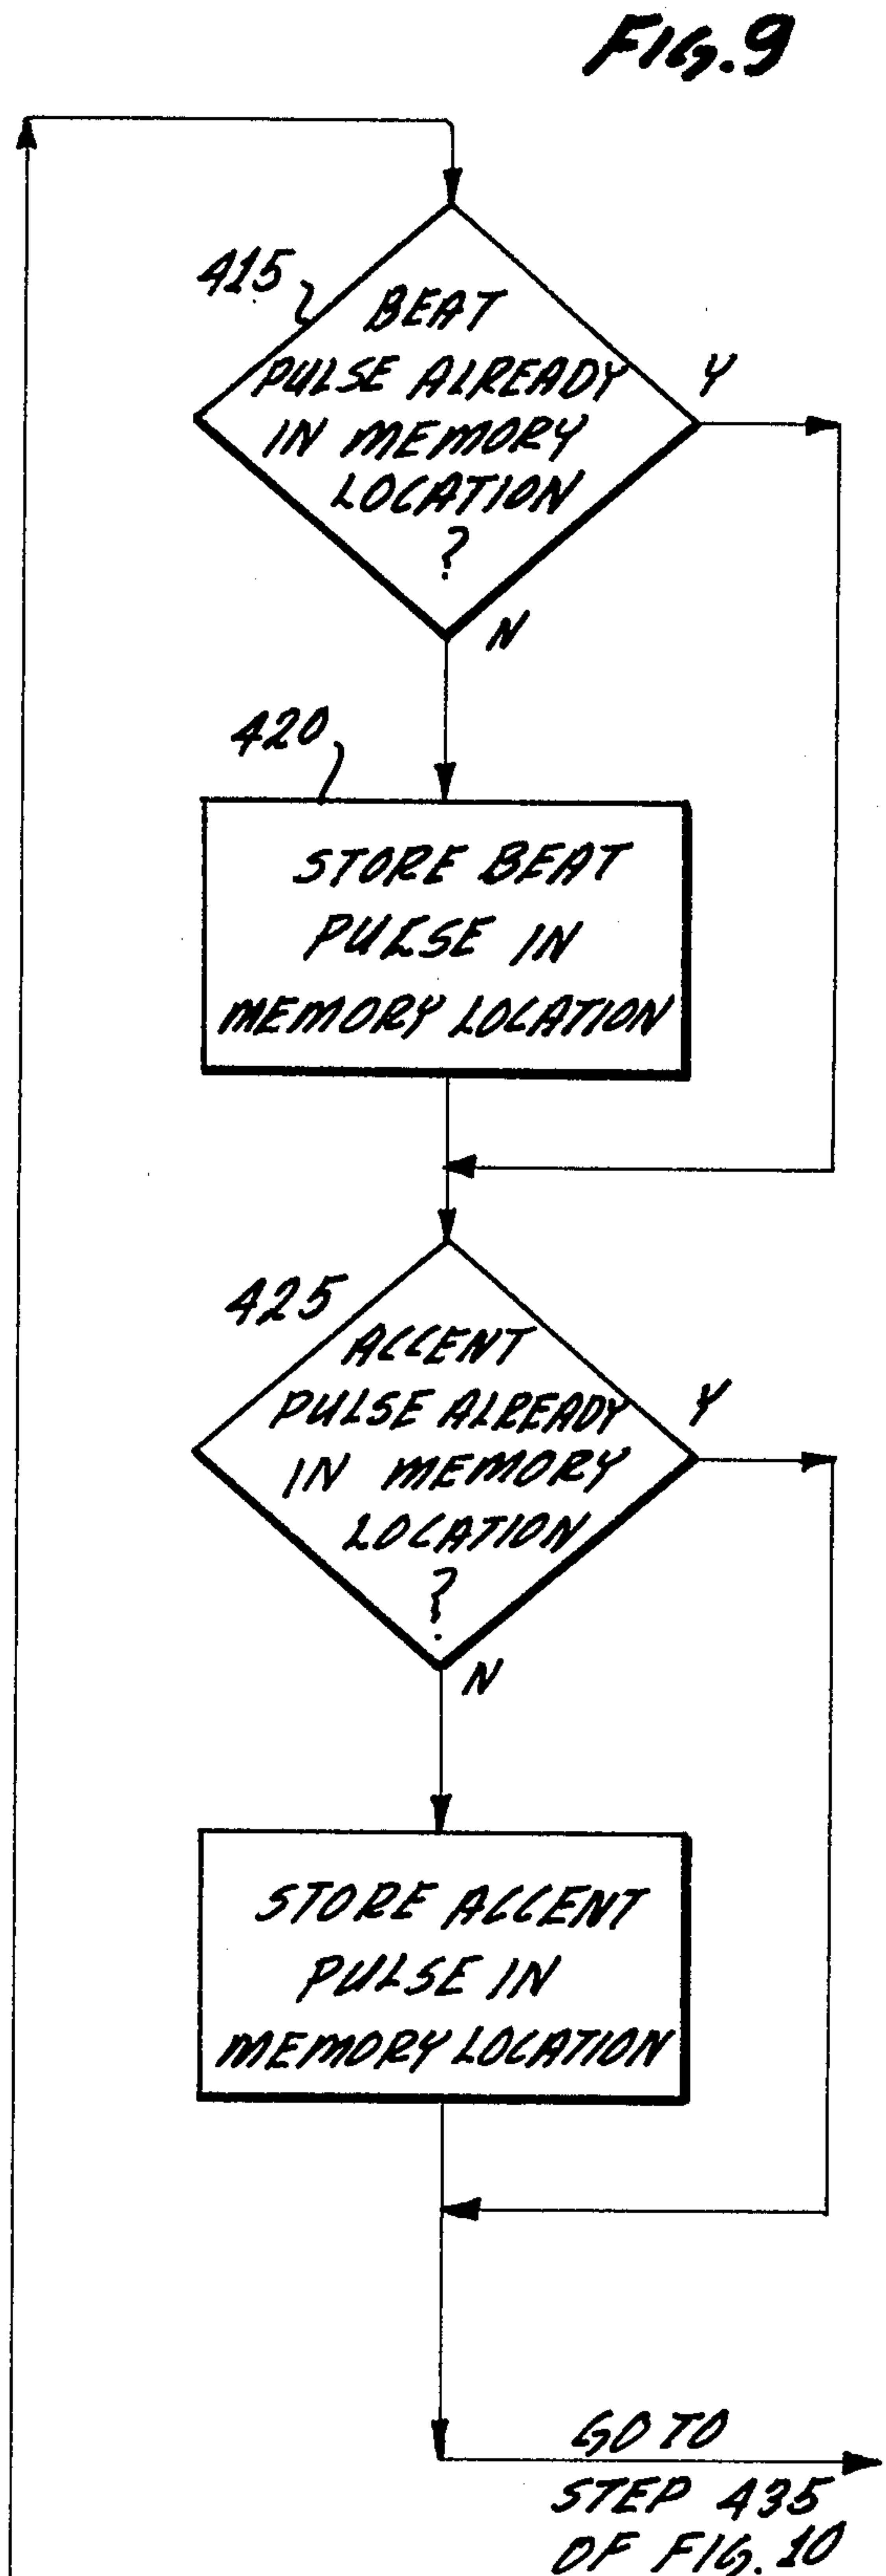 FIG.9
415
BEAT
PULSE ALREADY
IN MEMORY
LOCATION
?
Y
N
420
STORE BEAT
PULSE IN
MEMORY LOCATION
425
ACCENT
PULSE ALREADY
IN MEMORY
LOCATION
?
Y
N
STORE ACCENT
PULSE IN
MEMORY LOCATION
GO TO
STEP 435
OF FIG.10